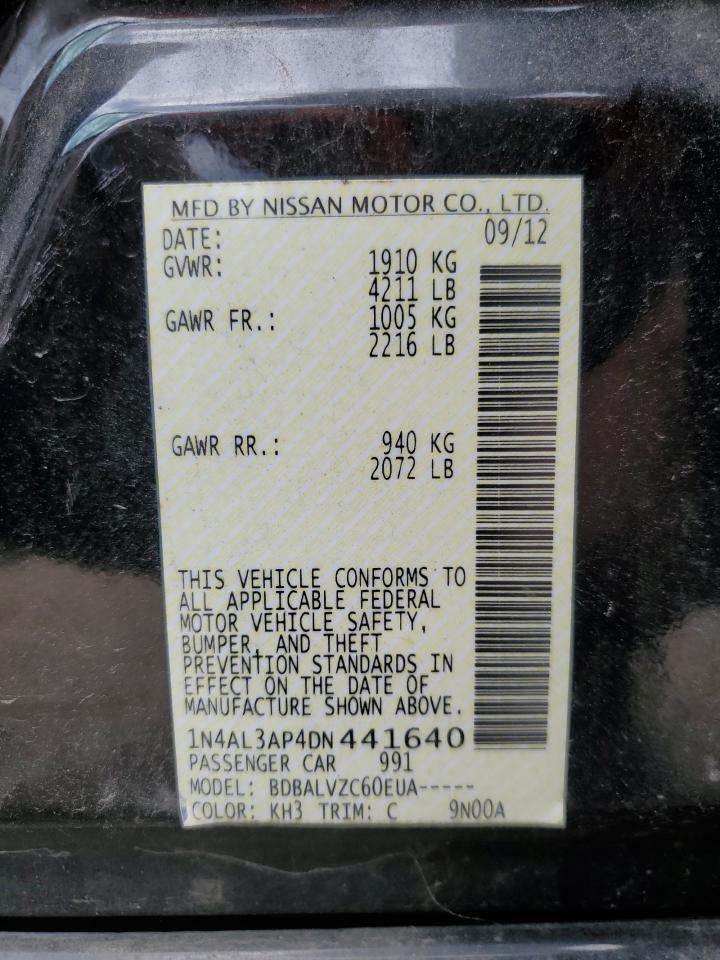 MFD BY NISSAN MOTOR CO., LTD.
DATE: 09/12
GVWR: 1910 KG
4211 LB
GAWR FR.: 1005 KG
2216 LB
GAWR RR.: 940 KG
2072 LB
THIS VEHICLE CONFORMS TO
ALL APPLICABLE FEDERAL
MOTOR VEHICLE SAFETY,
BUMPER, AND THEFT
PREVENTION STANDARDS IN
EFFECT ON THE DATE OF
MANUFACTURE SHOWN ABOVE.
1N4AL3AP4DN441640
PASSENGER CAR 991
MODEL: BDBALVZC60EUA-----
COLOR: KH3 TRIM: C 9N00A